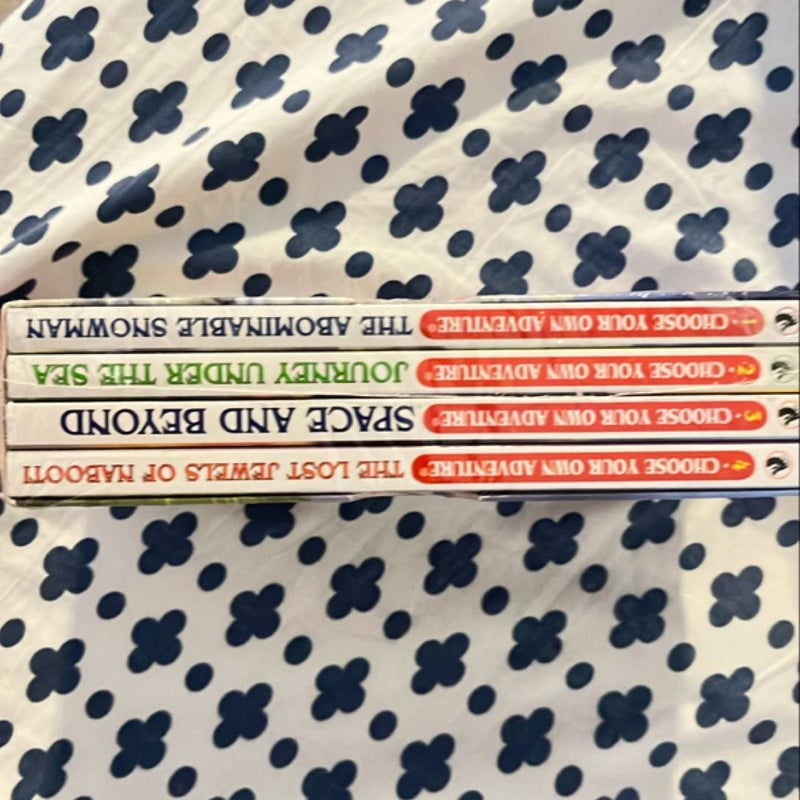 1 • CHOOSE YOUR OWN ADVENTURE® THE ABOMINABLE SNOWMAN
2 • CHOOSE YOUR OWN ADVENTURE® JOURNEY UNDER THE SEA
3 • CHOOSE YOUR OWN ADVENTURE® SPACE AND BEYOND
4 • CHOOSE YOUR OWN ADVENTURE® THE LOST JEWELS OF NABOOTI